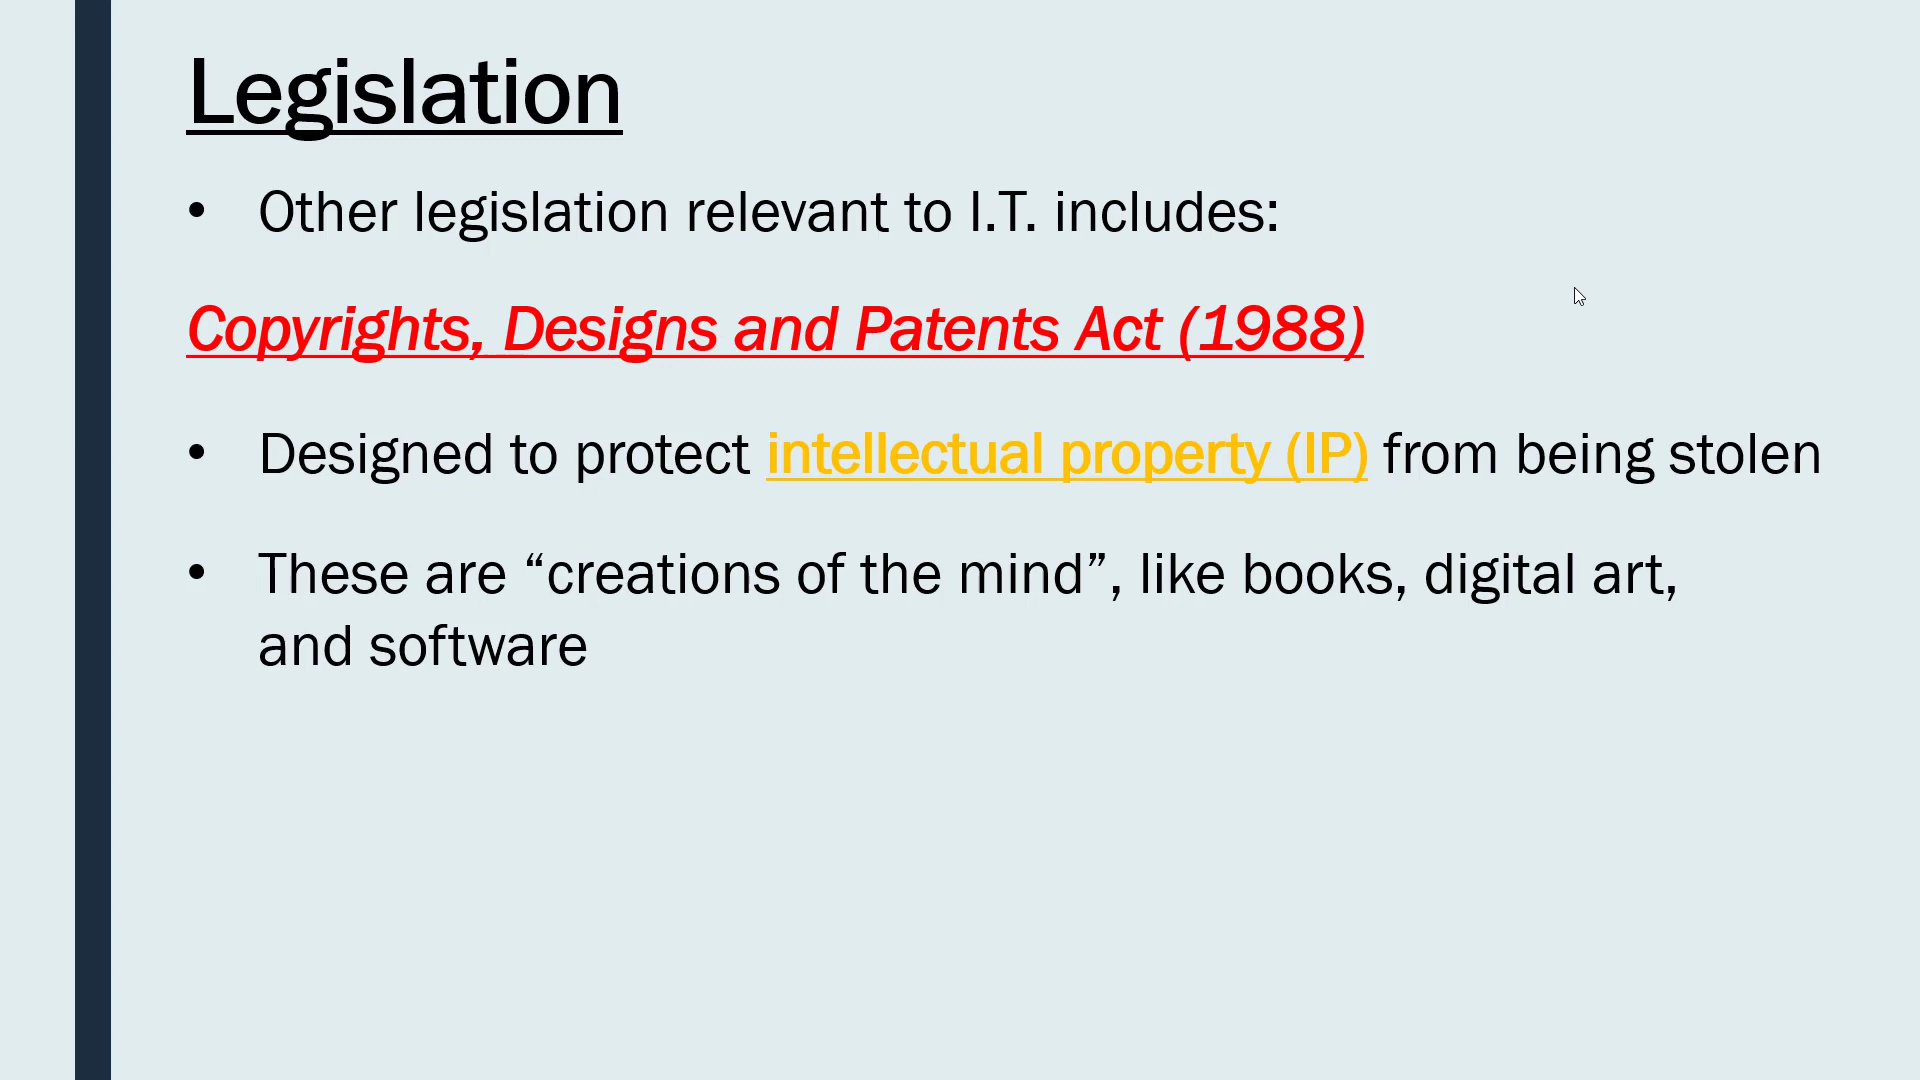 Legislation
• Other legislation relevant to I.T. includes:
Copyrights, Designs and Patents Act (1988)
• Designed to protect intellectual property (IP) from being stolen
• These are “creations of the mind”, like books, digital art,
and software